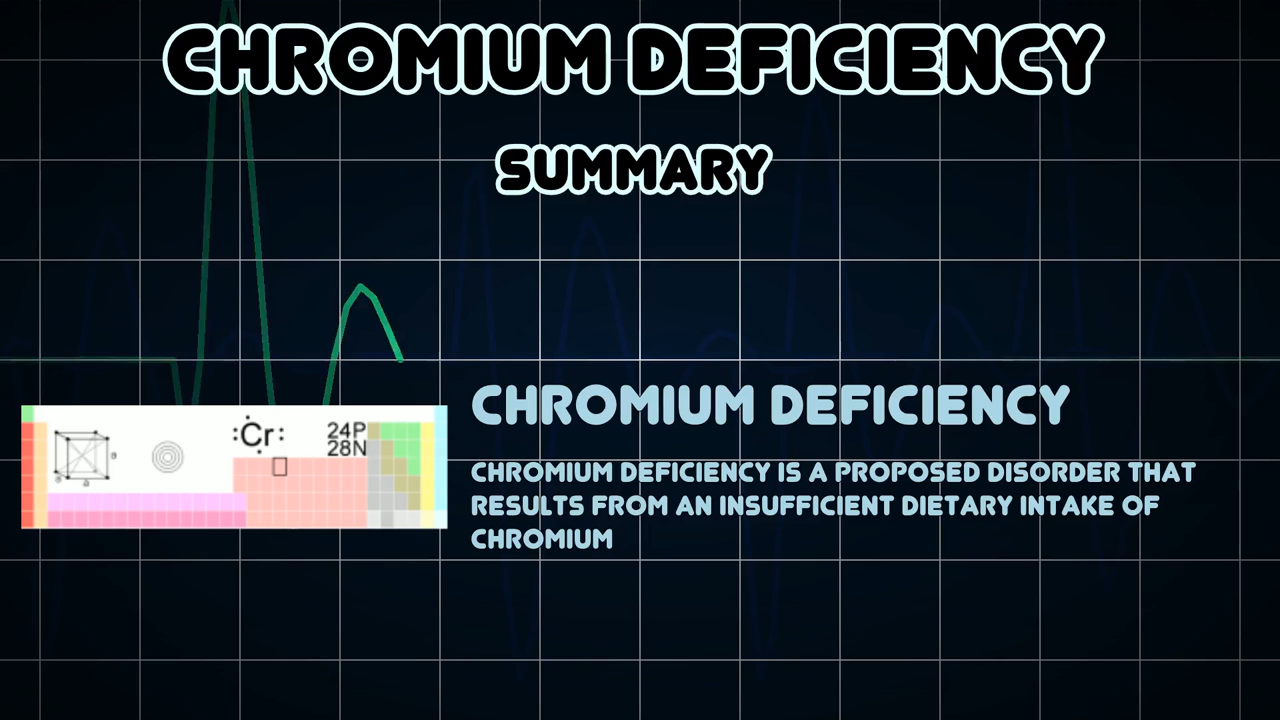 CHROMIUM DEFICIENCY
SUMMARY
CHROMIUM DEFICIENCY
CHROMIUM DEFICIENCY IS A PROPOSED DISORDER THAT
RESULTS FROM AN INSUFFICIENT DIETARY INTAKE OF
CHROMIUM
Cr
24P
28N